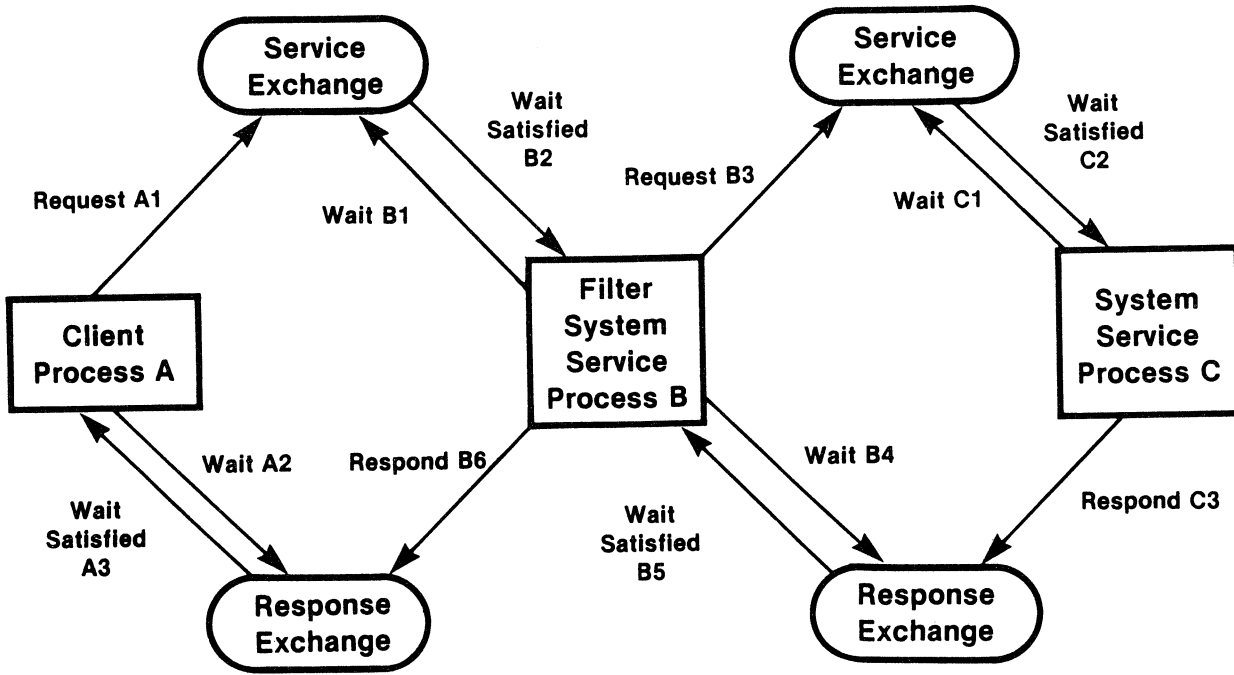 Service
Exchange
Service
Exchange
Wait
Satisfied
B2
Wait
Satisfied
C2
Request A1
Wait B1
Request B3
Wait C1
Client
Process A
Filter
System
Service
Process B
System
Service
Process C
Wait A2
Respond B6
Wait B4
Respond C3
Wait
Satisfied
A3
Wait
Satisfied
B5
Response
Exchange
Response
Exchange